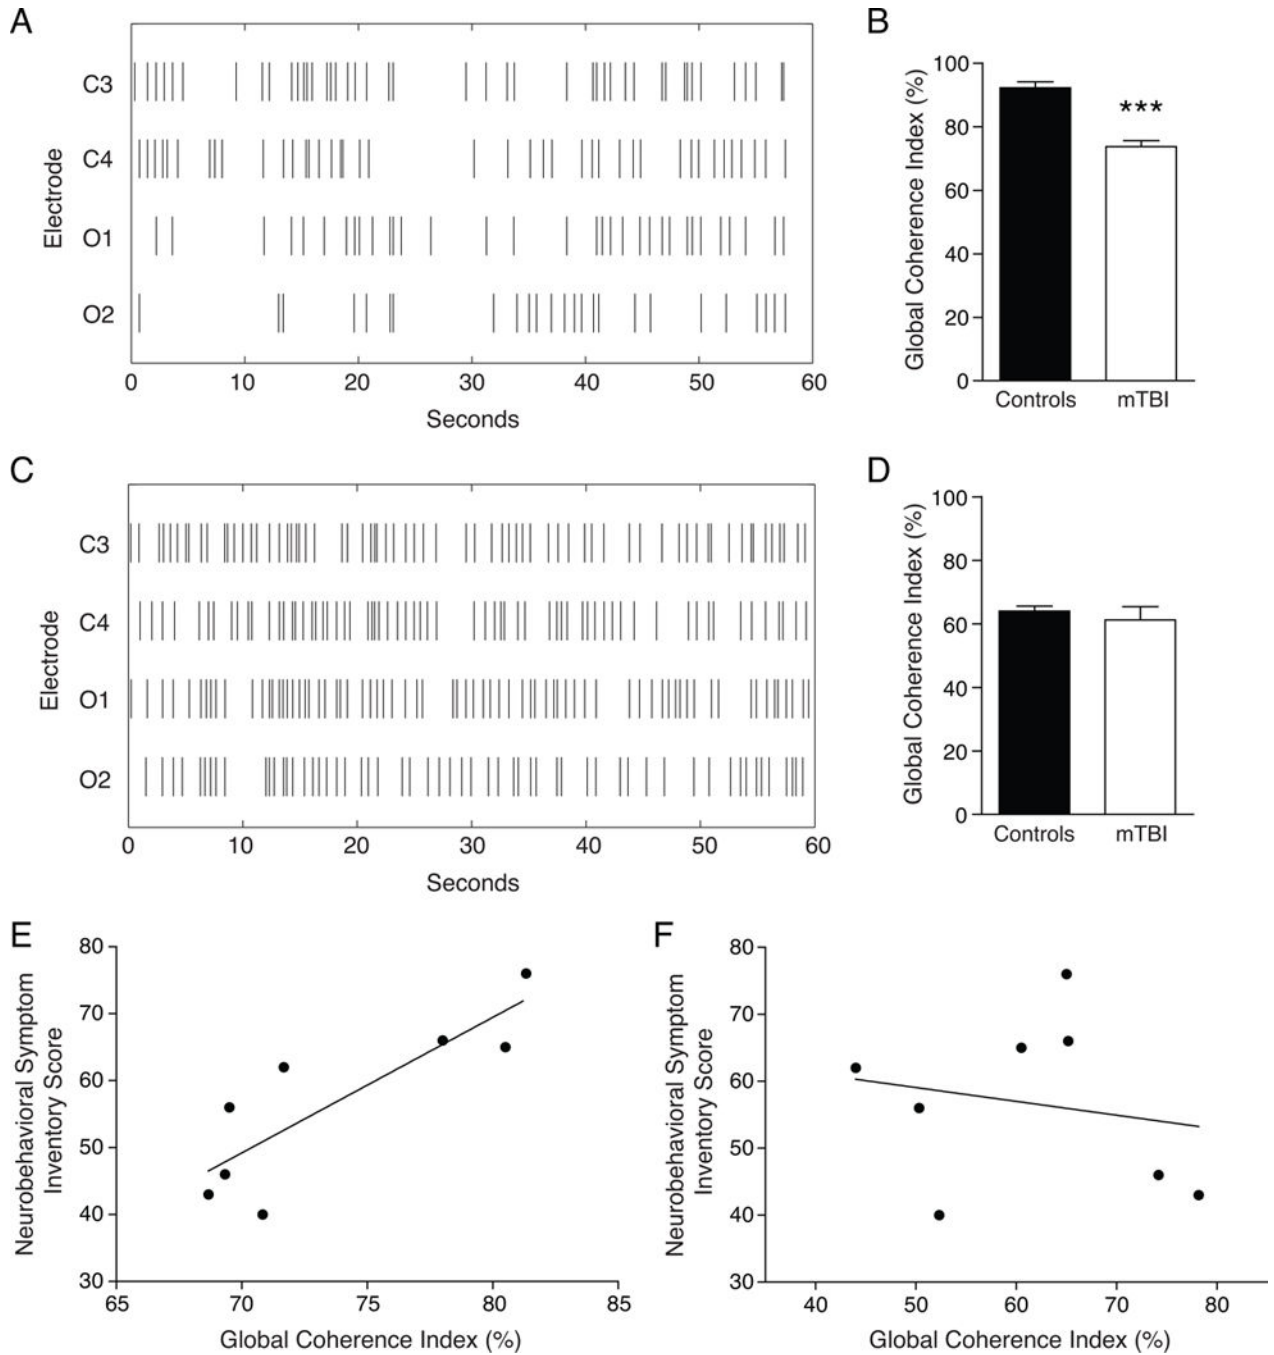 A
Electrode
C3
C4
O1
O2
0 10 20 30 40 50 60
Seconds
B
Global Coherence Index (%)
100
80
60
40
20
0
***
Controls mTBI
C
Electrode
C3
C4
O1
O2
0 10 20 30 40 50 60
Seconds
D
Global Coherence Index (%)
100
80
60
40
20
0
Controls mTBI
E
Neurobehavioral Symptom
Inventory Score
80
70
60
50
40
30
65 70 75 80 85
Global Coherence Index (%)
F
Neurobehavioral Symptom
Inventory Score
80
70
60
50
40
30
40 50 60 70 80
Global Coherence Index (%)